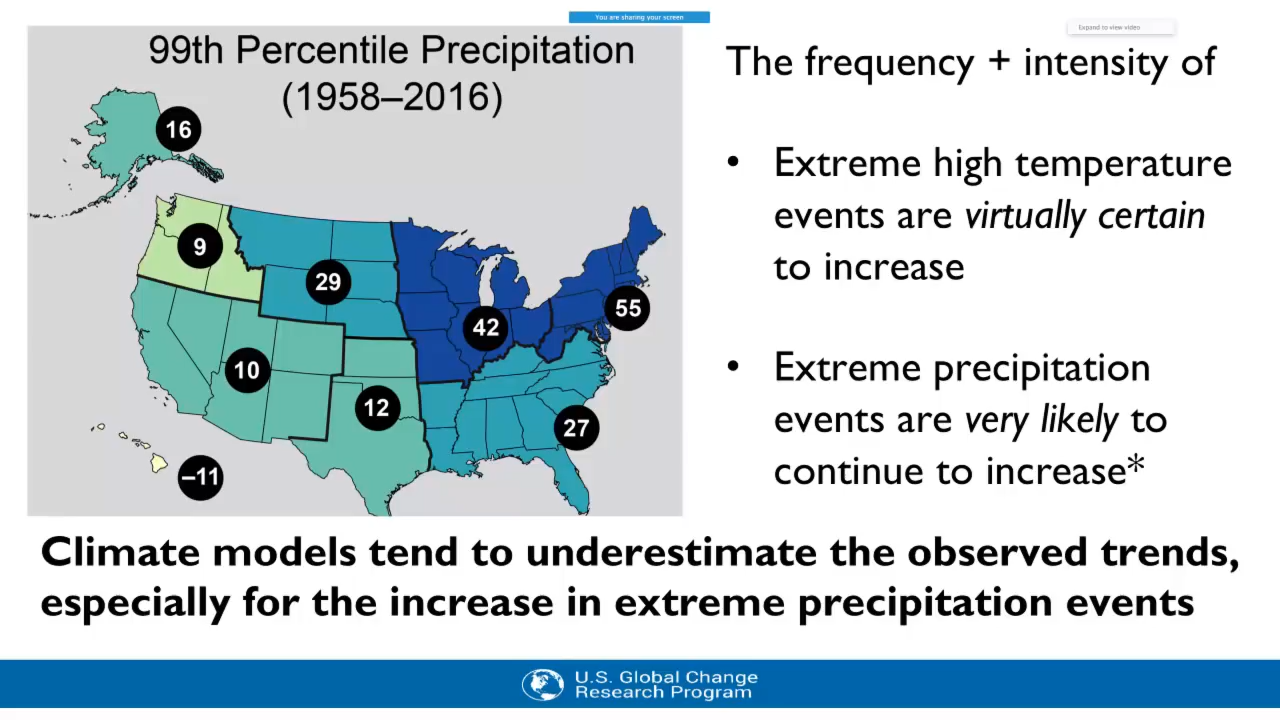 You are sharing your screen
Expand to view video
99th Percentile Precipitation
(1958–2016)
16
9
29
42
55
10
12
27
–11
The frequency + intensity of
• Extreme high temperature
events are virtually certain
to increase
• Extreme precipitation
events are very likely to
continue to increase*
Climate models tend to underestimate the observed trends,
especially for the increase in extreme precipitation events
U.S. Global Change
Research Program